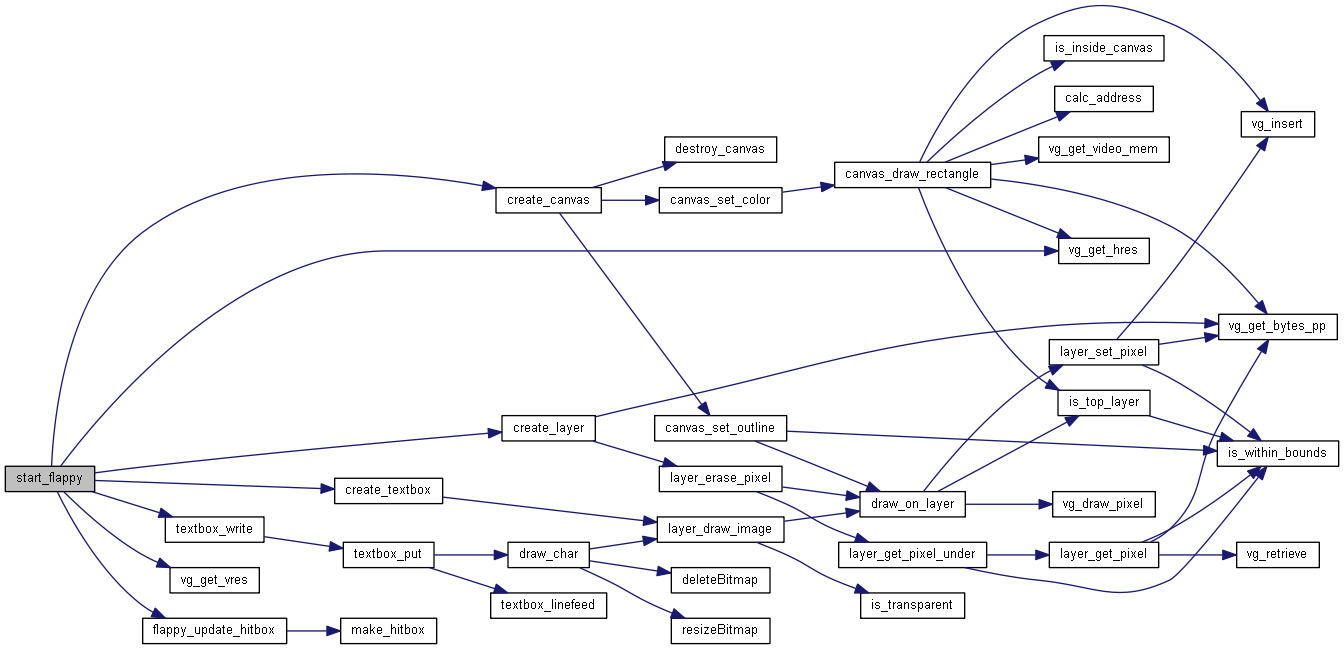 is_inside_canvas
calc_address
vg_insert
destroy_canvas
vg_get_video_mem
canvas_draw_rectangle
create_canvas
canvas_set_color
vg_get_hres
vg_get_bytes_pp
layer_set_pixel
is_top_layer
create_layer
canvas_set_outline
is_within_bounds
start_flappy
layer_erase_pixel
create_textbox
draw_on_layer
vg_draw_pixel
textbox_write
layer_draw_image
textbox_put
draw_char
layer_get_pixel_under
layer_get_pixel
vg_retrieve
vg_get_vres
deleteBitmap
textbox_linefeed
is_transparent
flappy_update_hitbox
make_hitbox
resizeBitmap